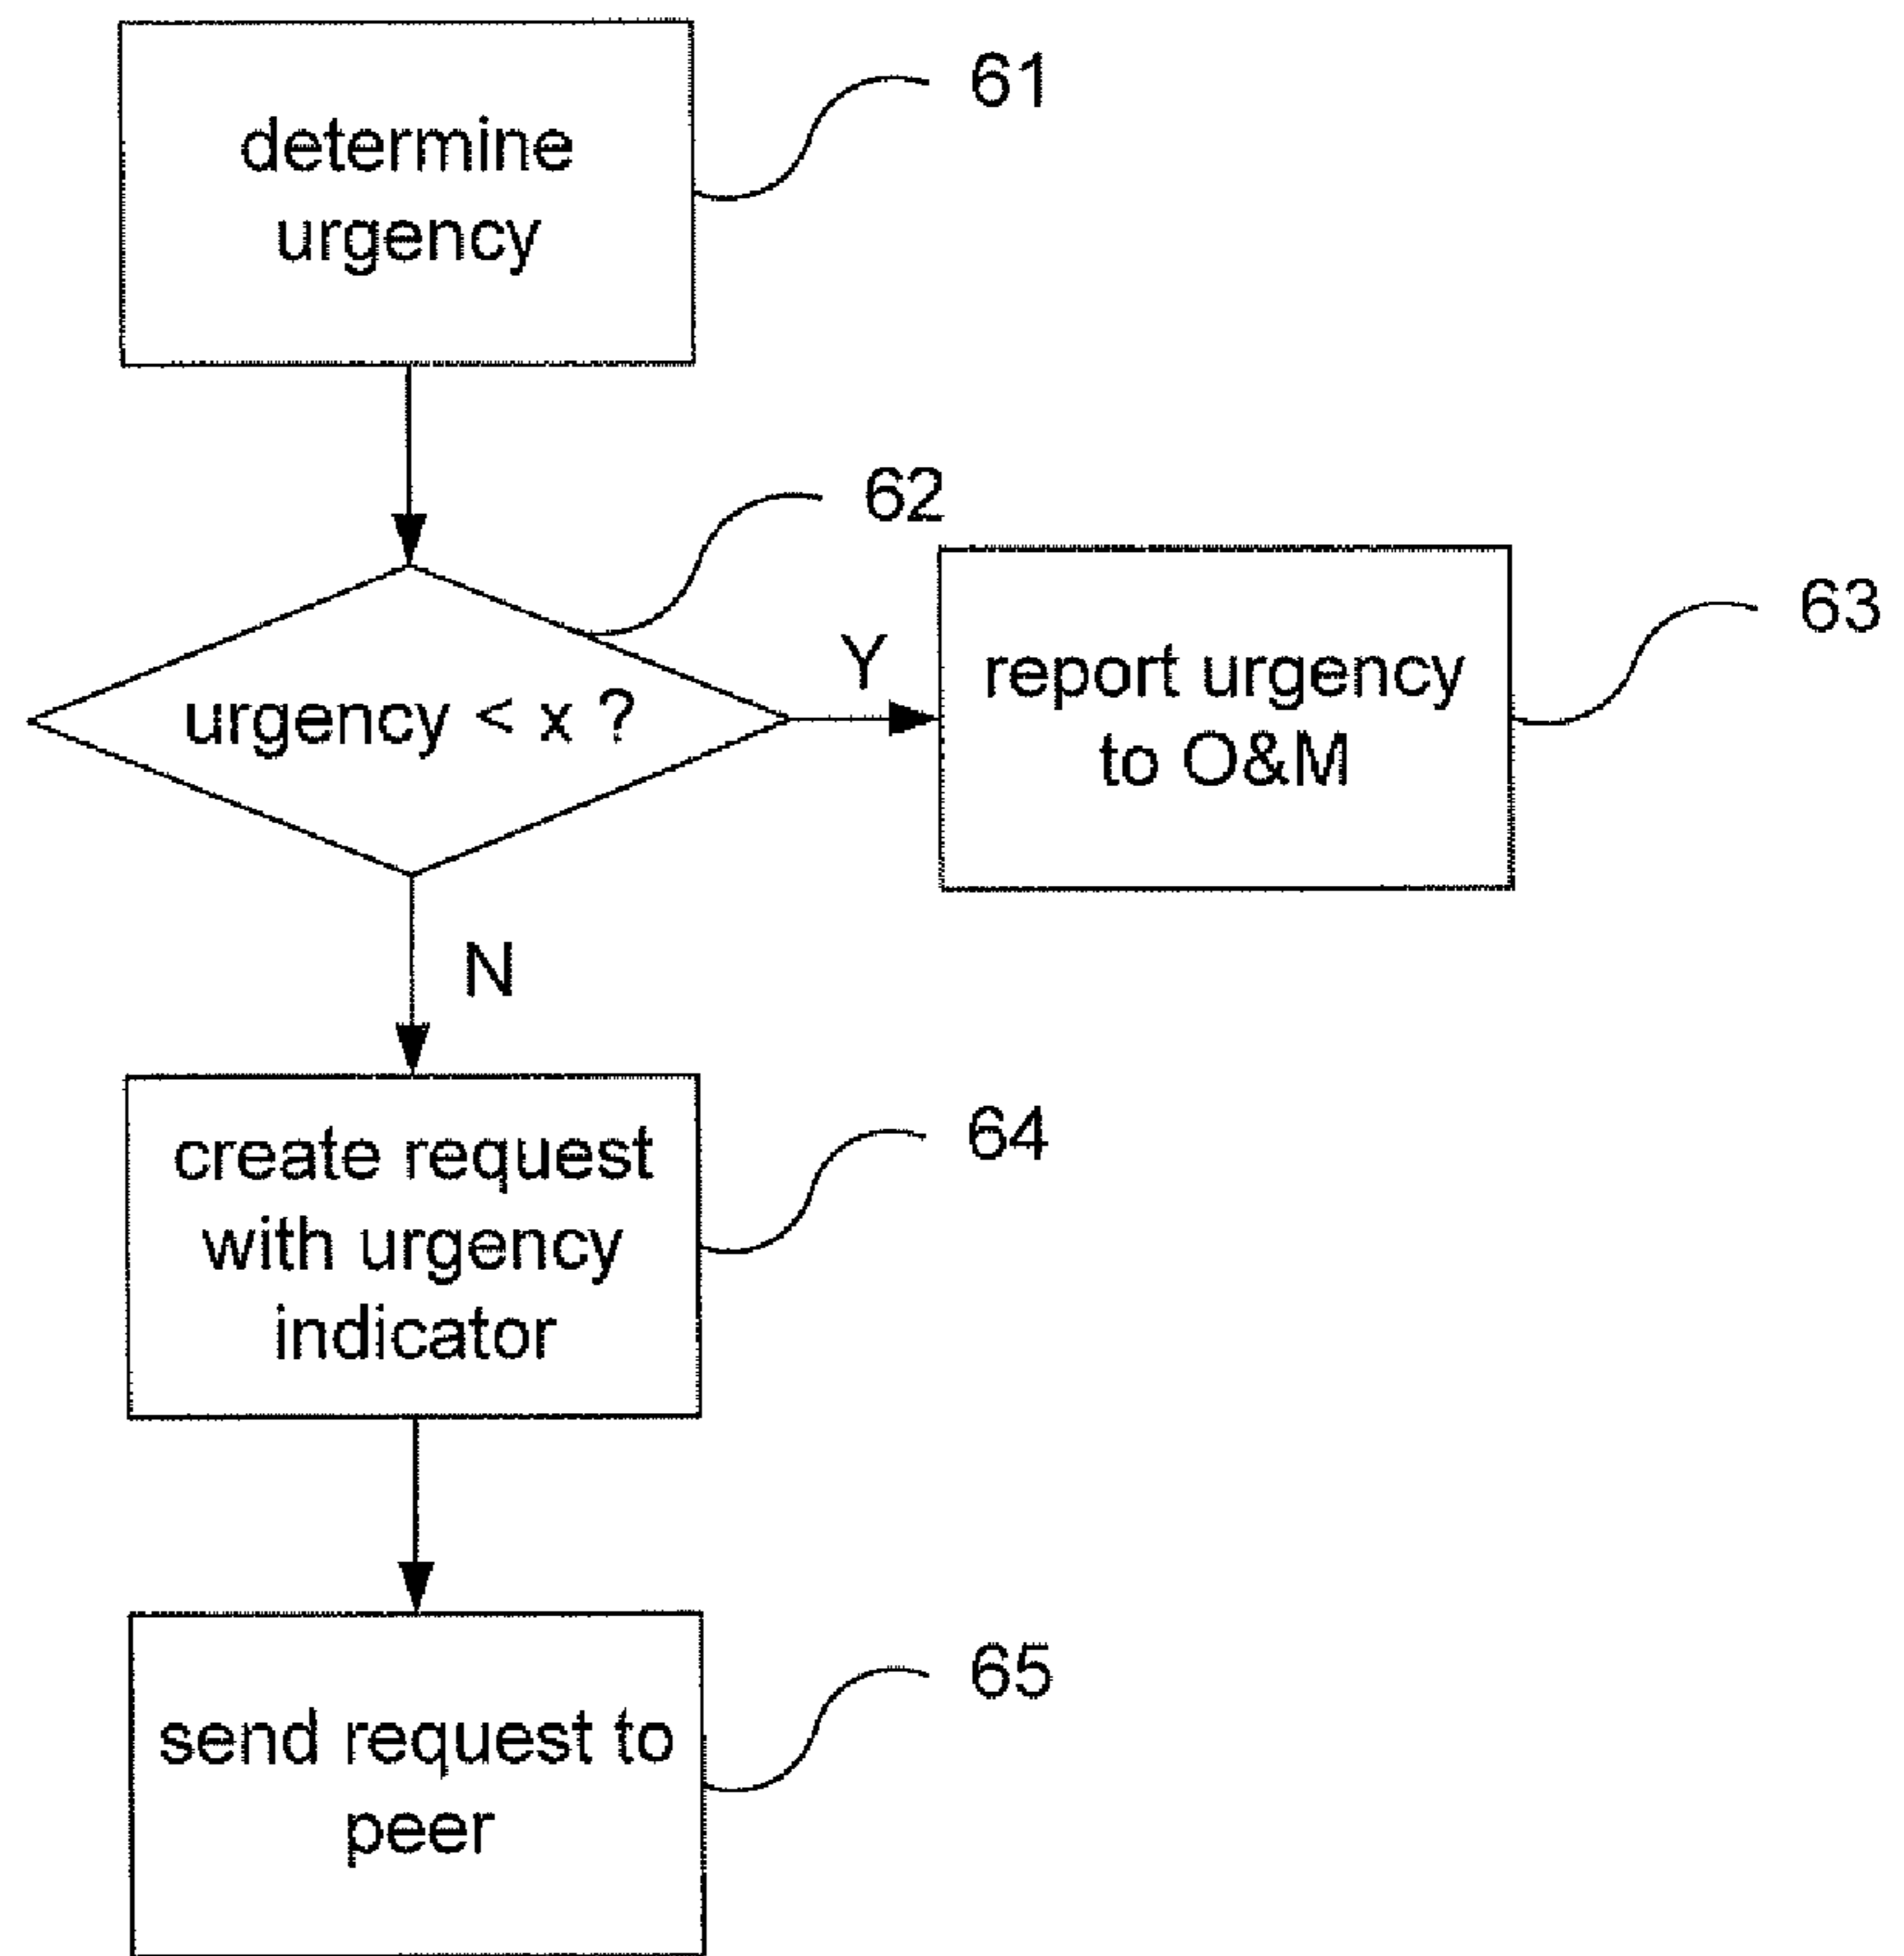 determine
urgency
61
urgency < x ?
62
Y
report urgency
to O&M
63
N
create request
with urgency
indicator
64
send request to
peer
65